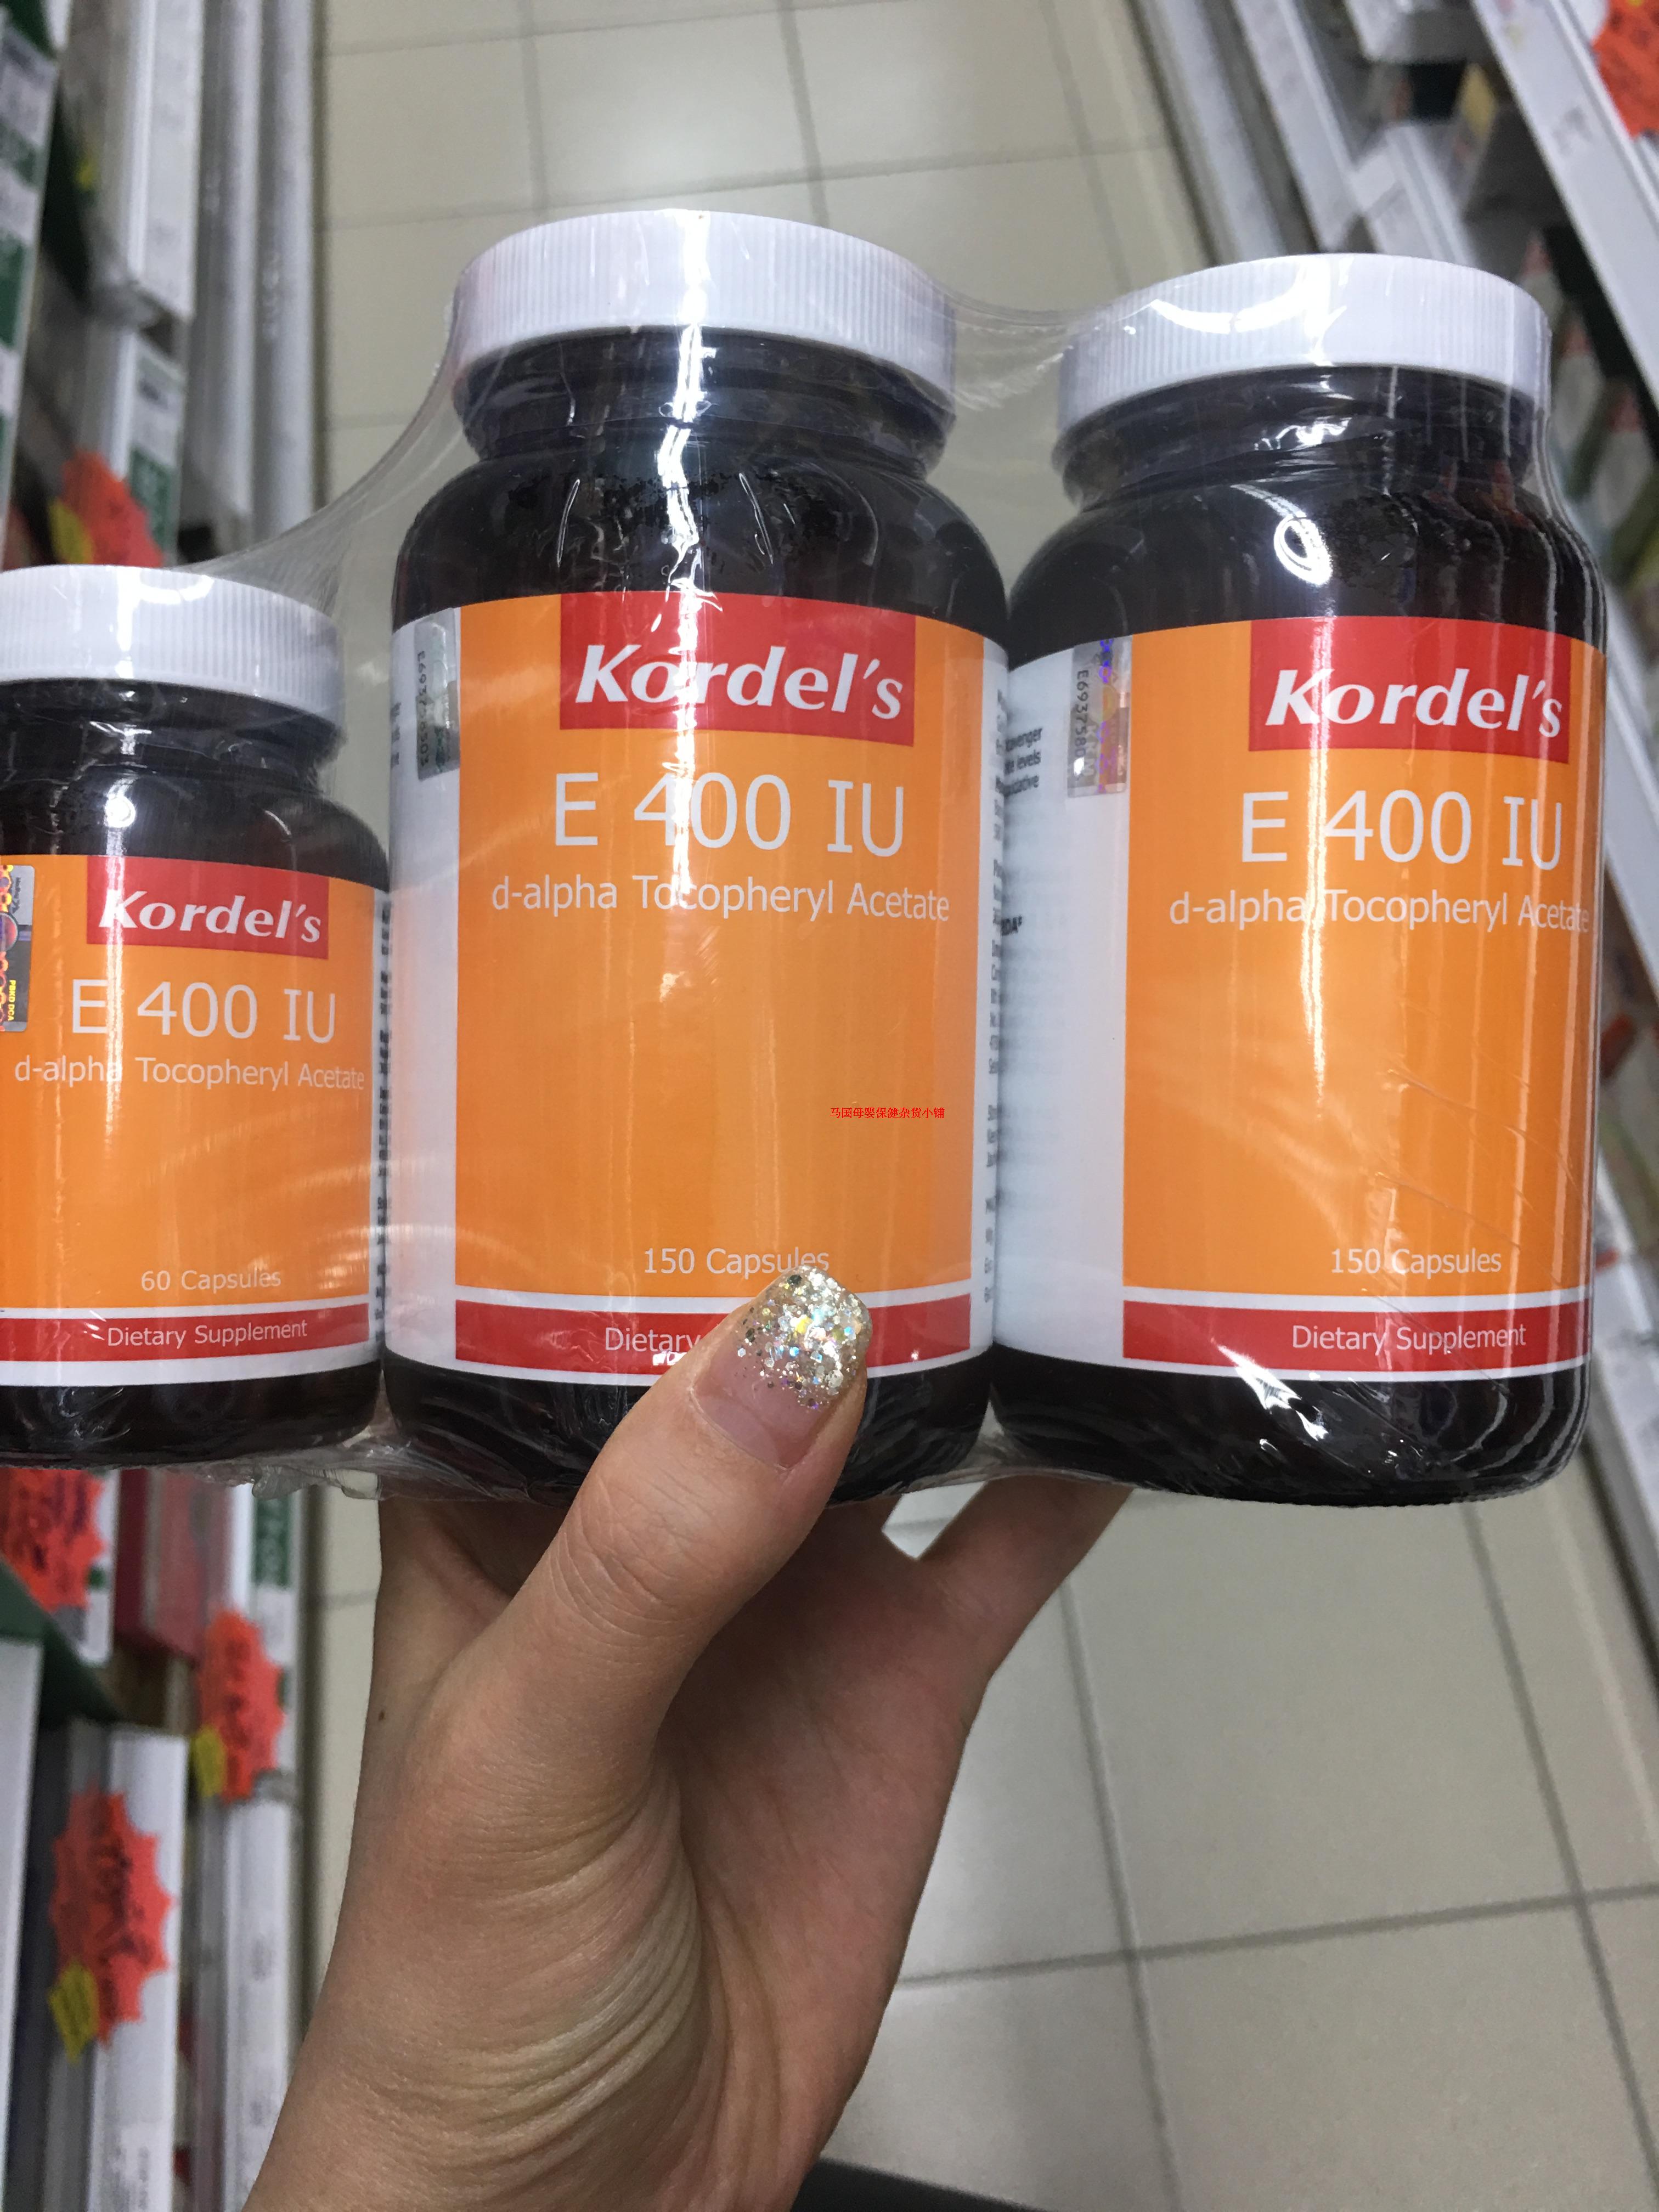 Kordel's
E 400 IU
d-alpha Tocopheryl Acetate
60 Capsules
Dietary Supplement
Kordel's
E 400 IU
d-alpha Tocopheryl Acetate
150 Capsules
Dietary
levels
Kordel's
E 400 IU
d-alpha Tocopheryl Acetate
150 Capsules
Dietary Supplement
马国母婴保健杂货小铺